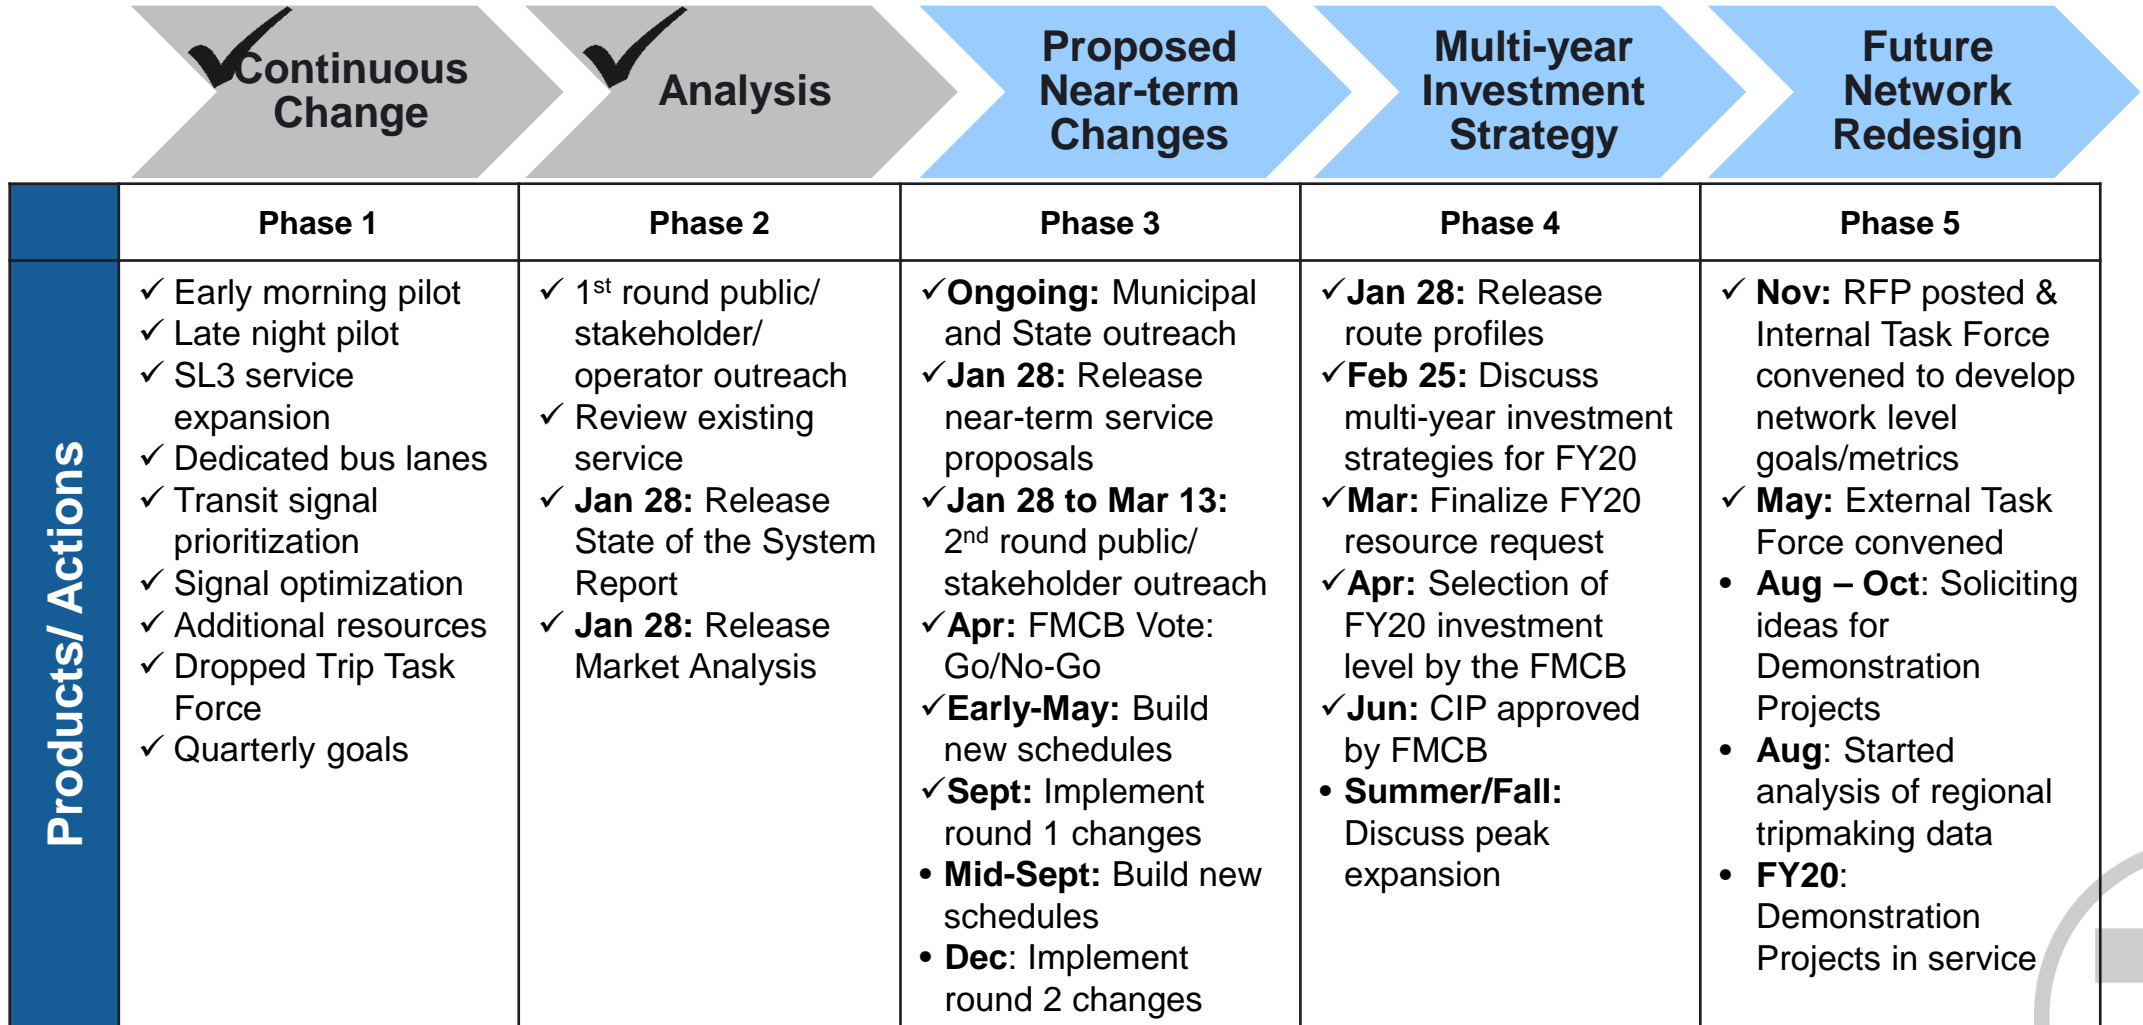 Continuous
Change
Analysis
Proposed
Near-term
Changes
Multi-year
Investment
Strategy
Future
Network
Redesign
Phase 1
Phase 2
Phase 3
Phase 4
Phase 5
Products/ Actions
✓ Early morning pilot
✓ Late night pilot
✓ SL3 service
expansion
✓ Dedicated bus lanes
✓ Transit signal
prioritization
✓ Signal optimization
✓ Additional resources
✓ Dropped Trip Task
Force
✓ Quarterly goals
✓ 1st round public/
stakeholder/
operator outreach
✓ Review existing
service
✓ Jan 28: Release
State of the System
Report
✓ Jan 28: Release
Market Analysis
✓Ongoing: Municipal
and State outreach
✓Jan 28: Release
near-term service
proposals
✓Jan 28 to Mar 13:
2nd round public/
stakeholder outreach
✓Apr: FMCB Vote:
Go/No-Go
✓Early-May: Build
new schedules
✓Sept: Implement
round 1 changes
• Mid-Sept: Build new
schedules
• Dec: Implement
round 2 changes
✓Jan 28: Release
route profiles
✓Feb 25: Discuss
multi-year investment
strategies for FY20
✓Mar: Finalize FY20
resource request
✓Apr: Selection of
FY20 investment
level by the FMCB
✓Jun: CIP approved
by FMCB
• Summer/Fall:
Discuss peak
expansion
✓ Nov: RFP posted &
Internal Task Force
convened to develop
network level
goals/metrics
✓ May: External Task
Force convened
• Aug – Oct: Soliciting
ideas for
Demonstration
Projects
• Aug: Started
analysis of regional
tripmaking data
• FY20:
Demonstration
Projects in service